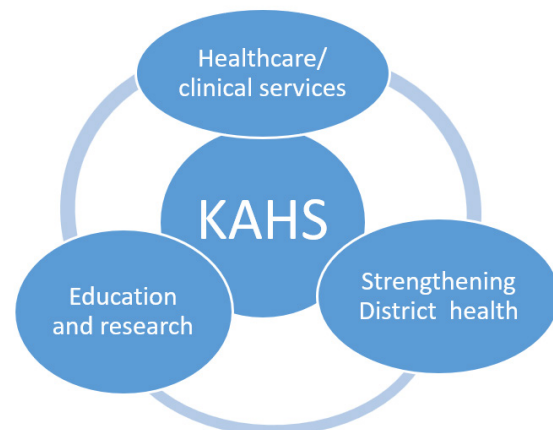 Healthcare/
clinical services
KAHS
Education
and research
Strengthening
District health